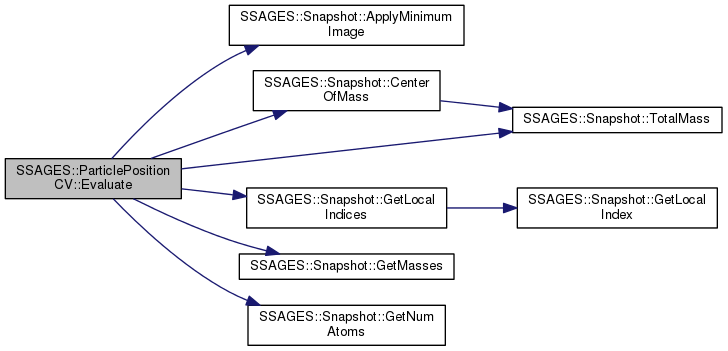 SSAGES::Snapshot::ApplyMinimum
Image
SSAGES::Snapshot::Center
OfMass
SSAGES::Snapshot::TotalMass
SSAGES::ParticlePosition
CV::Evaluate
SSAGES::Snapshot::GetLocal
Indices
SSAGES::Snapshot::GetLocal
Index
SSAGES::Snapshot::GetMasses
SSAGES::Snapshot::GetNum
Atoms